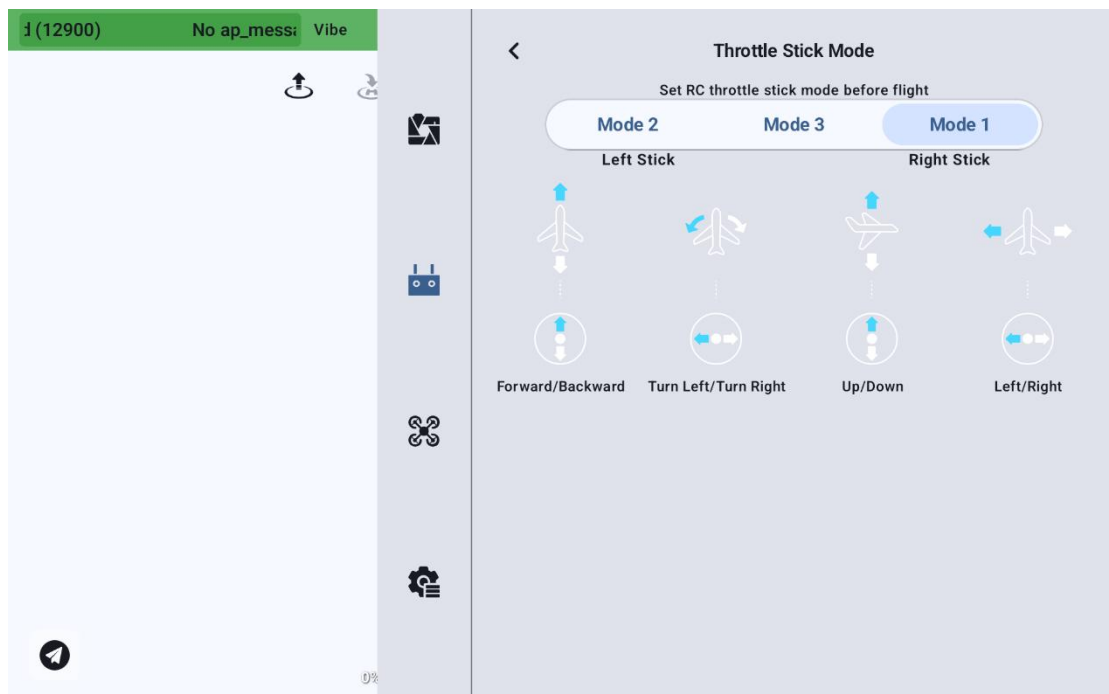 (12900) No ap_mess Vibe
Throttle Stick Mode
Set RC throttle stick mode before flight
Mode 2 Mode 3 Mode 1
Left Stick Right Stick
Forward/Backward Turn Left/Turn Right Up/Down Left/Right
0%